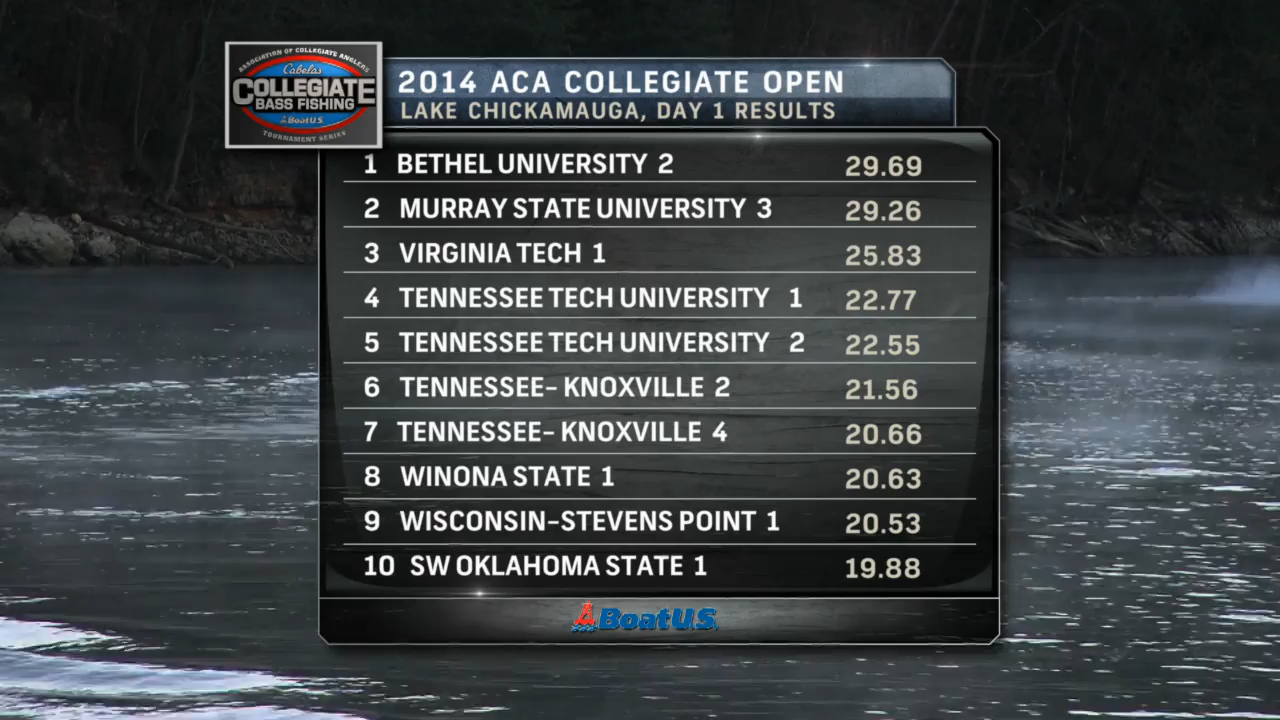 ASSOCIATION OF COLLEGIATE ANGLERS
Cabela's
COLLEGIATE
BASS FISHING
BoatU.S.
TOURNAMENT SERIES
2014 ACA COLLEGIATE OPEN
LAKE CHICKAMAUGA, DAY 1 RESULTS
1 BETHEL UNIVERSITY 2 29.69
2 MURRAY STATE UNIVERSITY 3 29.26
3 VIRGINIA TECH 1 25.83
4 TENNESSEE TECH UNIVERSITY 1 22.77
5 TENNESSEE TECH UNIVERSITY 2 22.55
6 TENNESSEE- KNOXVILLE 2 21.56
7 TENNESSEE- KNOXVILLE 4 20.66
8 WINONA STATE 1 20.63
9 WISCONSIN-STEVENS POINT 1 20.53
10 SW OKLAHOMA STATE 1 19.88
BoatU.S.